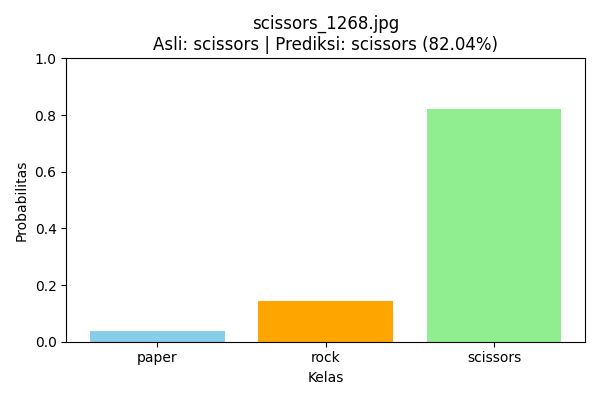 scissors_1268.jpg
Asli: scissors | Prediksi: scissors (82.04%)
1.0
0.8
0.6
0.4
0.2
0.0
Probabilitas
paper
rock
scissors
Kelas